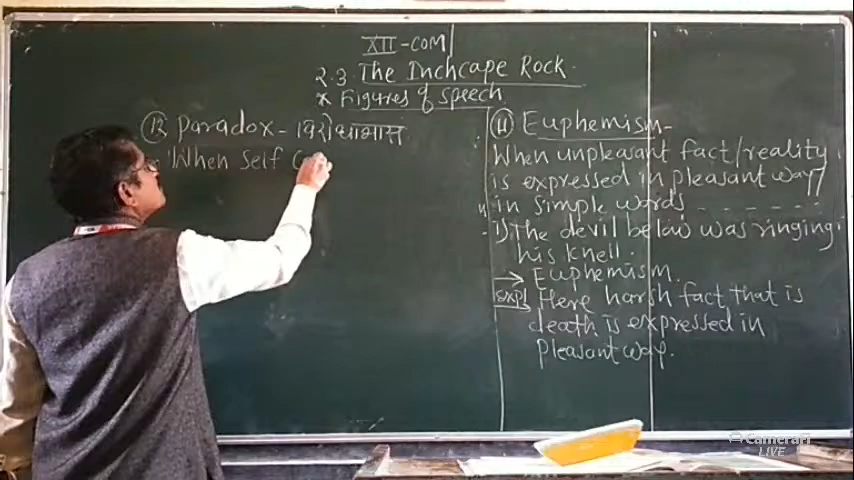 XII-COM
2.3. The Inchcape Rock.
* Figures of speech
12 Paradox - विरोधाभास
When Self
11 Euphemism-
When unpleasant fact/reality
is expressed in pleasant way
in simple words - - - - - -
1) The devil below was ringing
his knell.
→ Euphemism.
expl Here harsh fact that is
death is expressed in
Pleasant way.
CameraFi
LIVE